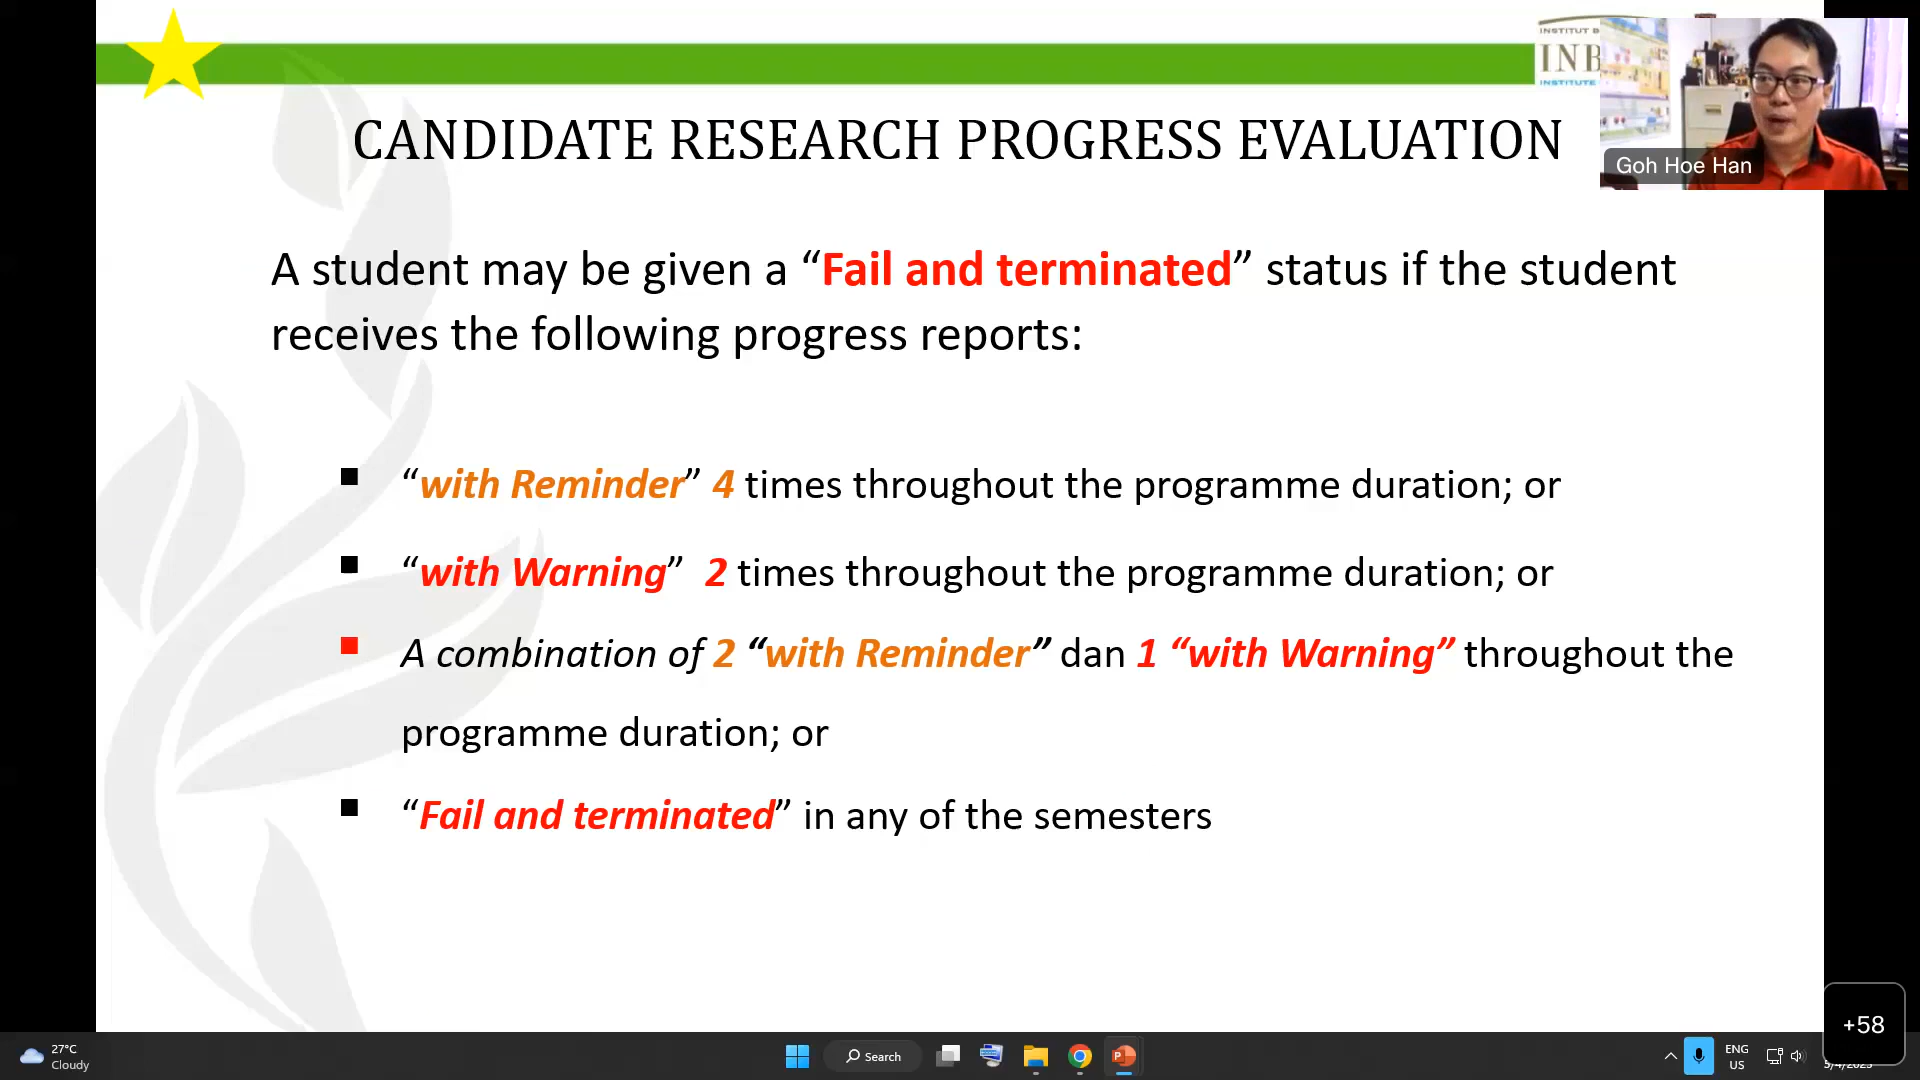 INSTITUT B
INB
INSTITUTE
CANDIDATE RESEARCH PROGRESS EVALUATION
Goh Hoe Han
A student may be given a “Fail and terminated” status if the student
receives the following progress reports:
“with Reminder” 4 times throughout the programme duration; or
“with Warning” 2 times throughout the programme duration; or
A combination of 2 “with Reminder” dan 1 “with Warning” throughout the
programme duration; or
“Fail and terminated” in any of the semesters
+58
27°C
Cloudy
Search
ENG
US